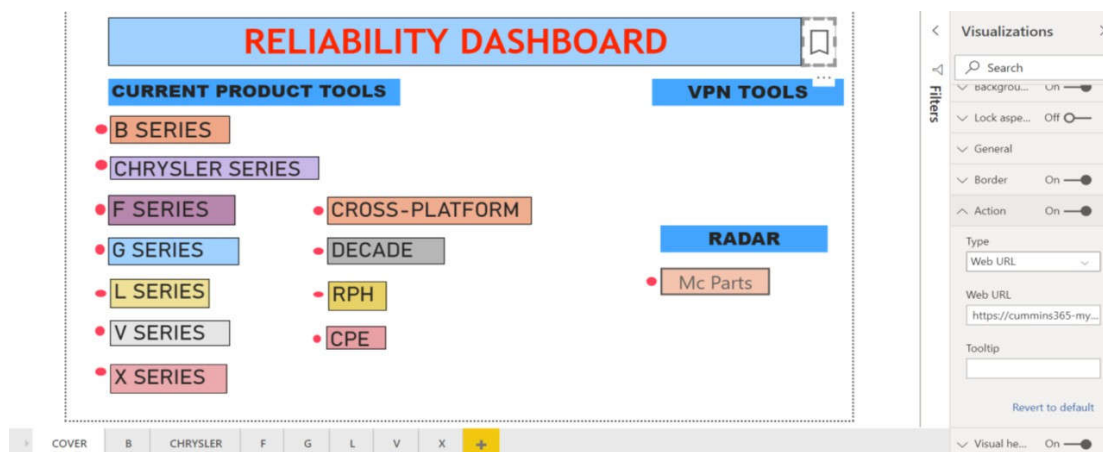 RELIABILITY DASHBOARD
CURRENT PRODUCT TOOLS
VPN TOOLS
B SERIES
CHRYSLER SERIES
F SERIES
CROSS-PLATFORM
G SERIES
DECADE
RADAR
L SERIES
RPH
Mc Parts
V SERIES
CPE
X SERIES
COVER B CHRYSLER F G L V X +
Filters
Visualizations
Search
Backgrou... On
Lock aspe... Off
General
Border On
Action On
Type
Web URL
Web URL
https://cummins365-my...
Tooltip
Revert to default
Visual he... On